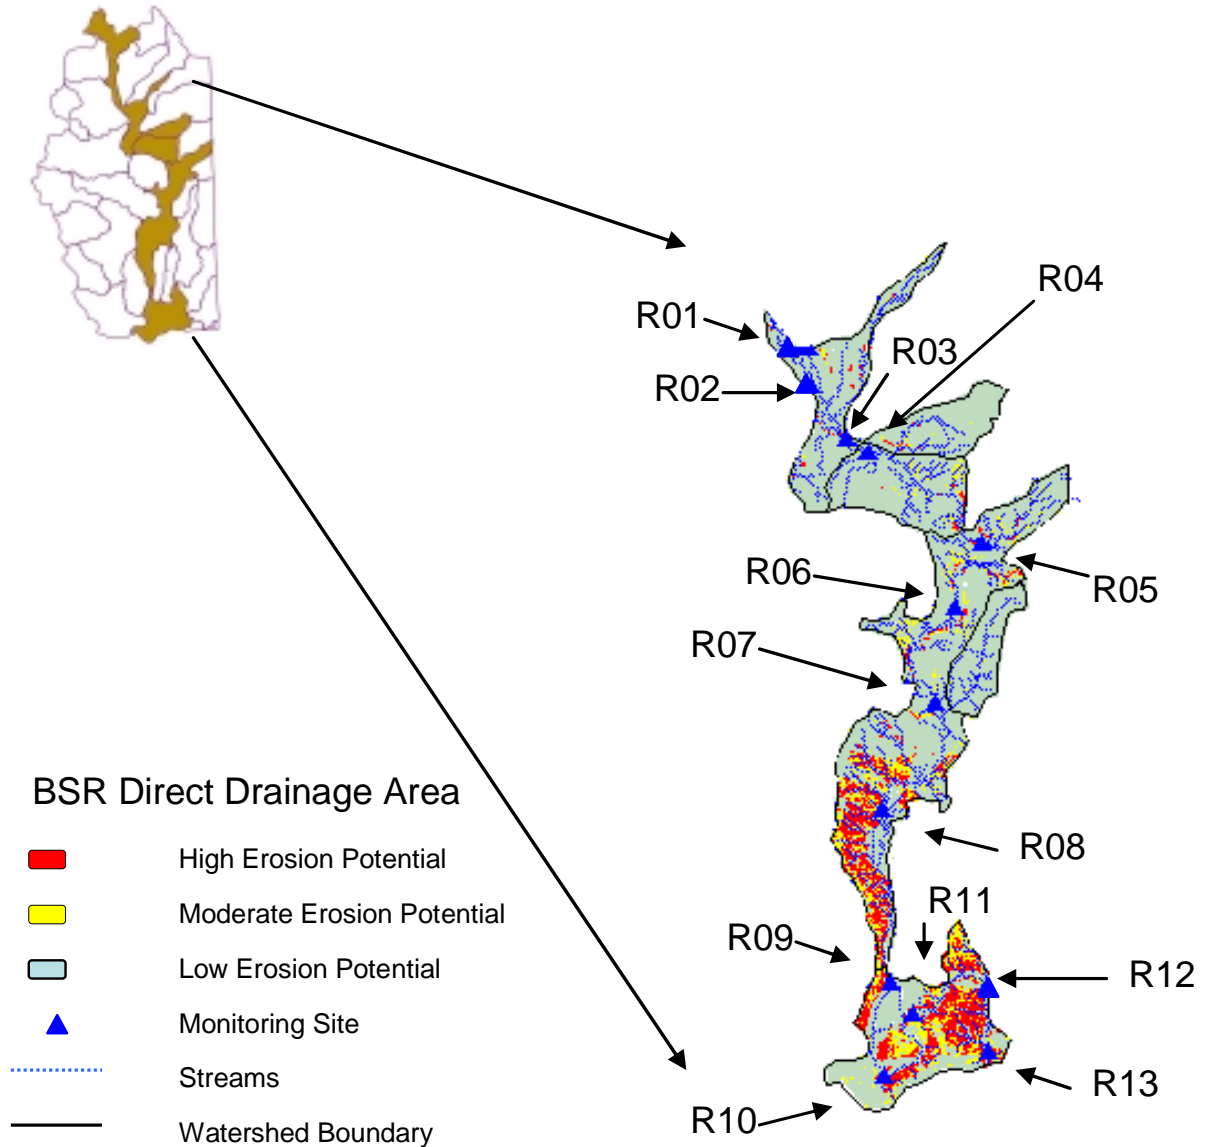 R04
R01
R03
R02
R06
R05
R07
BSR Direct Drainage Area
High Erosion Potential
R08
Moderate Erosion Potential
R11
R09
Low Erosion Potential
R12
Monitoring Site
Streams
R13
R10
Watershed Boundary